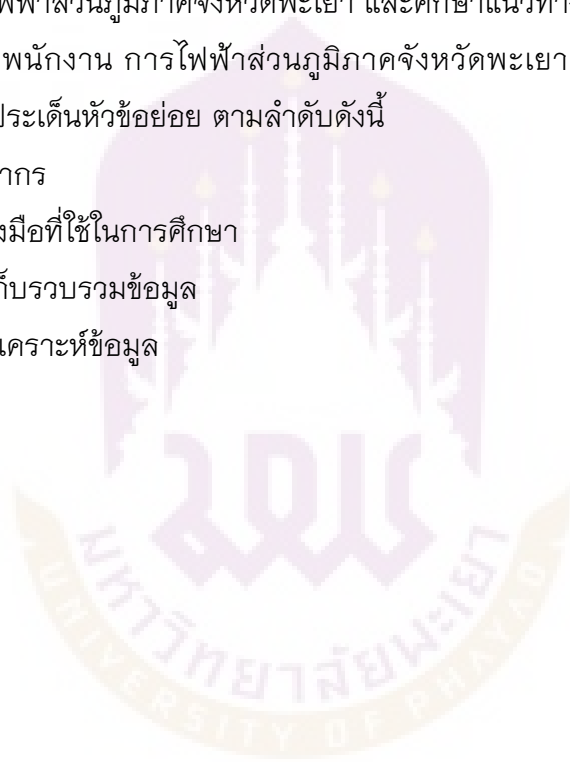 ไฟฟ้าส่วนภูมิภาคจังหวัดพะเยา และศึกษาแนวทาง
พนักงาน การไฟฟ้าส่วนภูมิภาคจังหวัดพะเยา
ประเด็นหัวข้อย่อย ตามลำดับดังนี้
ากร
งมือที่ใช้ในการศึกษา
ก็บรวบรวมข้อมูล
เคราะห์ข้อมูล
มหาวิทยาลัยพะเยา
UNIVERSITY OF PHAYAO